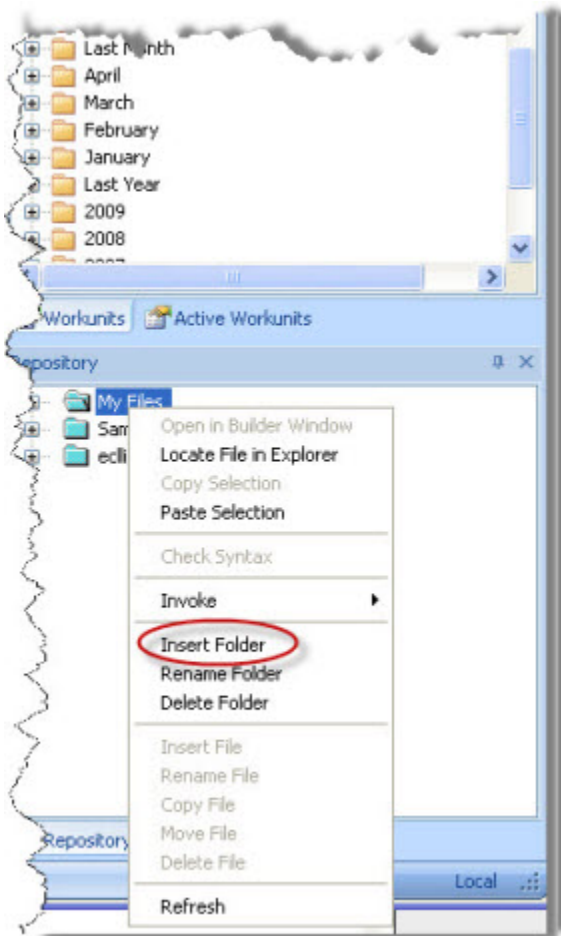 Last Month
April
March
February
January
Last Year
2009
2008
Workunits Active Workunits
Repository
My Files
Sam
ecli
Open in Builder Window
Locate File in Explorer
Copy Selection
Paste Selection
Check Syntax
Invoke
Insert Folder
Rename Folder
Delete Folder
Insert File
Rename File
Copy File
Move File
Delete File
Refresh
Repository
Local